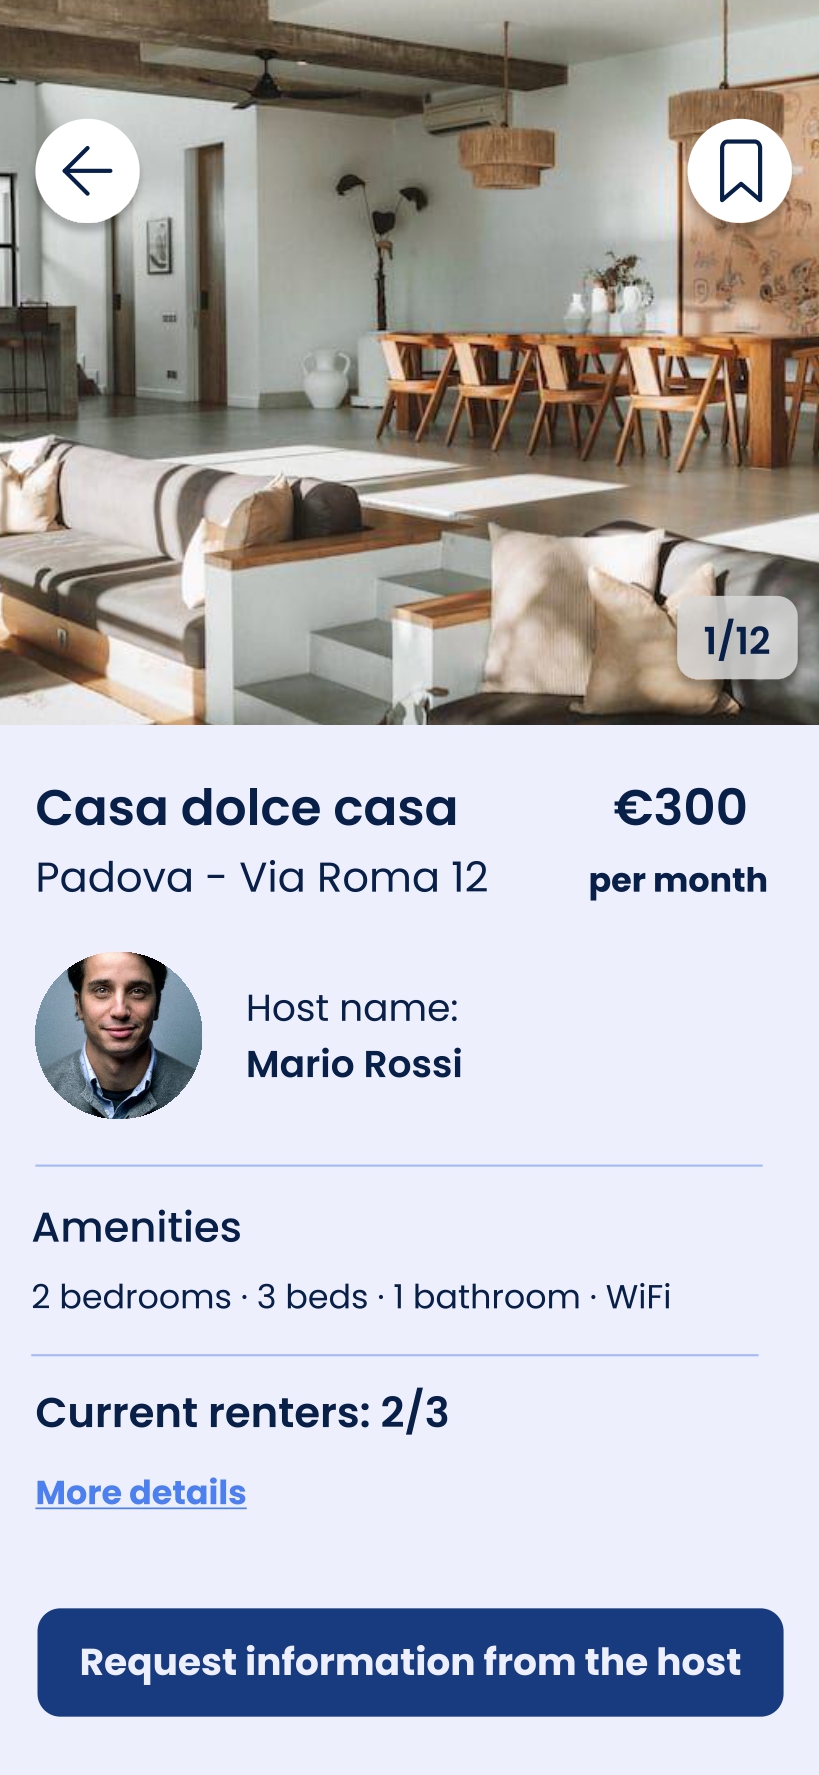 1/12
Casa dolce casa
€300
Padova - Via Roma 12
per month
Host name:
Mario Rossi
Amenities
2 bedrooms · 3 beds · 1 bathroom · WiFi
Current renters: 2/3
More details
Request information from the host